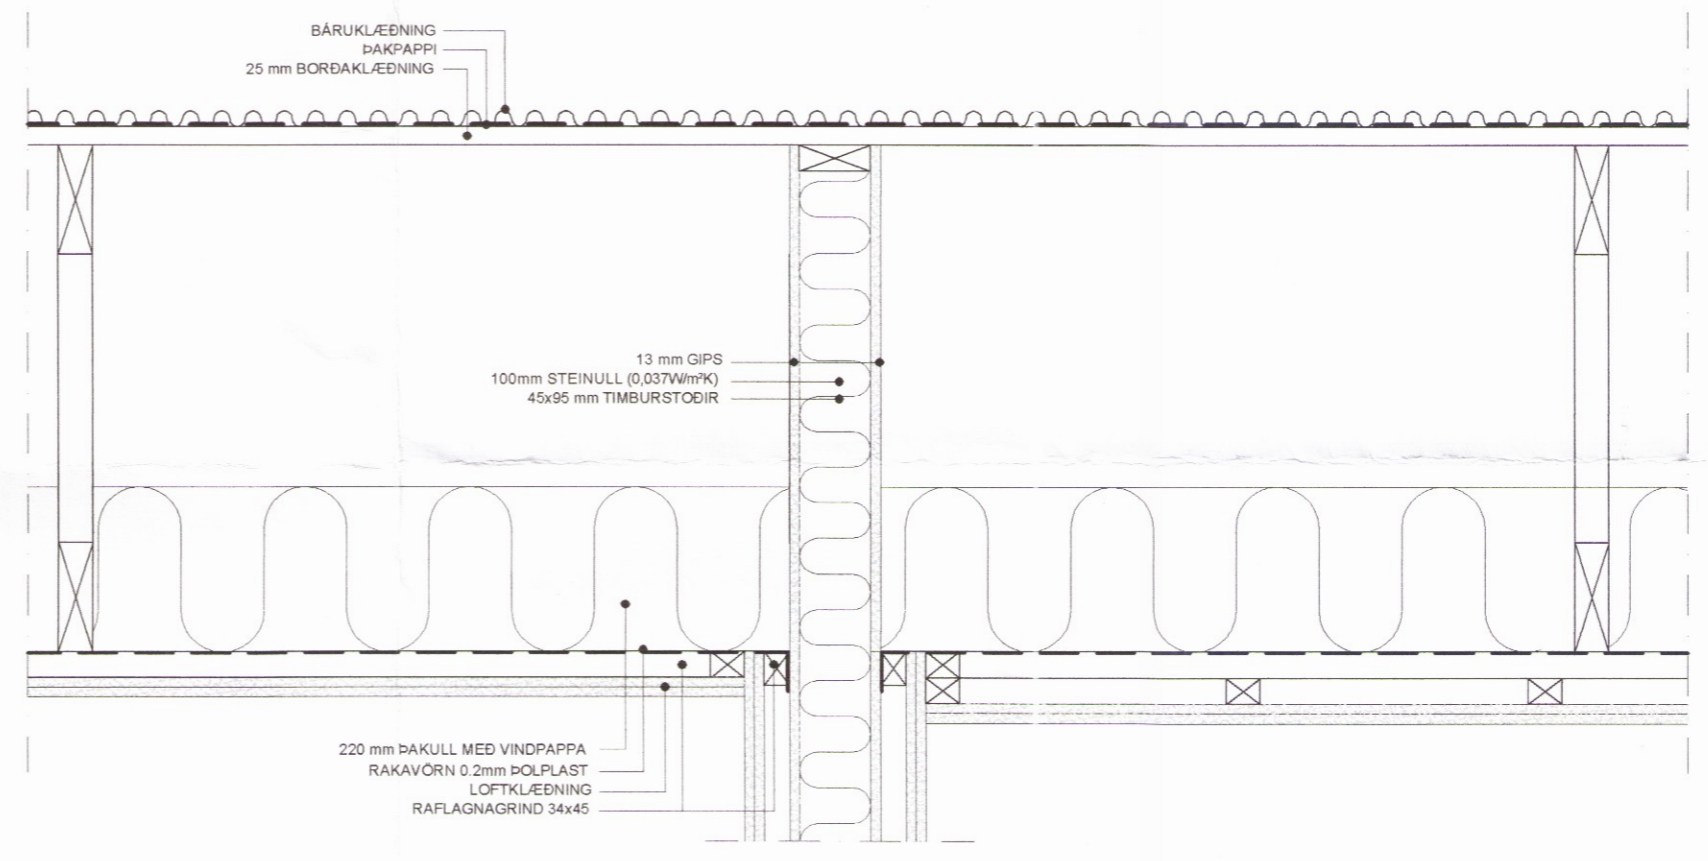 BÁRUKLÆÐNING
ÞAKPAPPI
25 mm BORÐAKLÆÐNING
13 mm GIPS
100mm STEINULL (0,037W/m²K)
45x95 mm TIMBURSTOÐIR
220 mm ÞAKULL MEÐ VINDPAPPA
RAKAVÖRN 0.2mm ÞOLPLAST
LOFTKLÆÐNING
RAFLAGNAGRIND 34x45